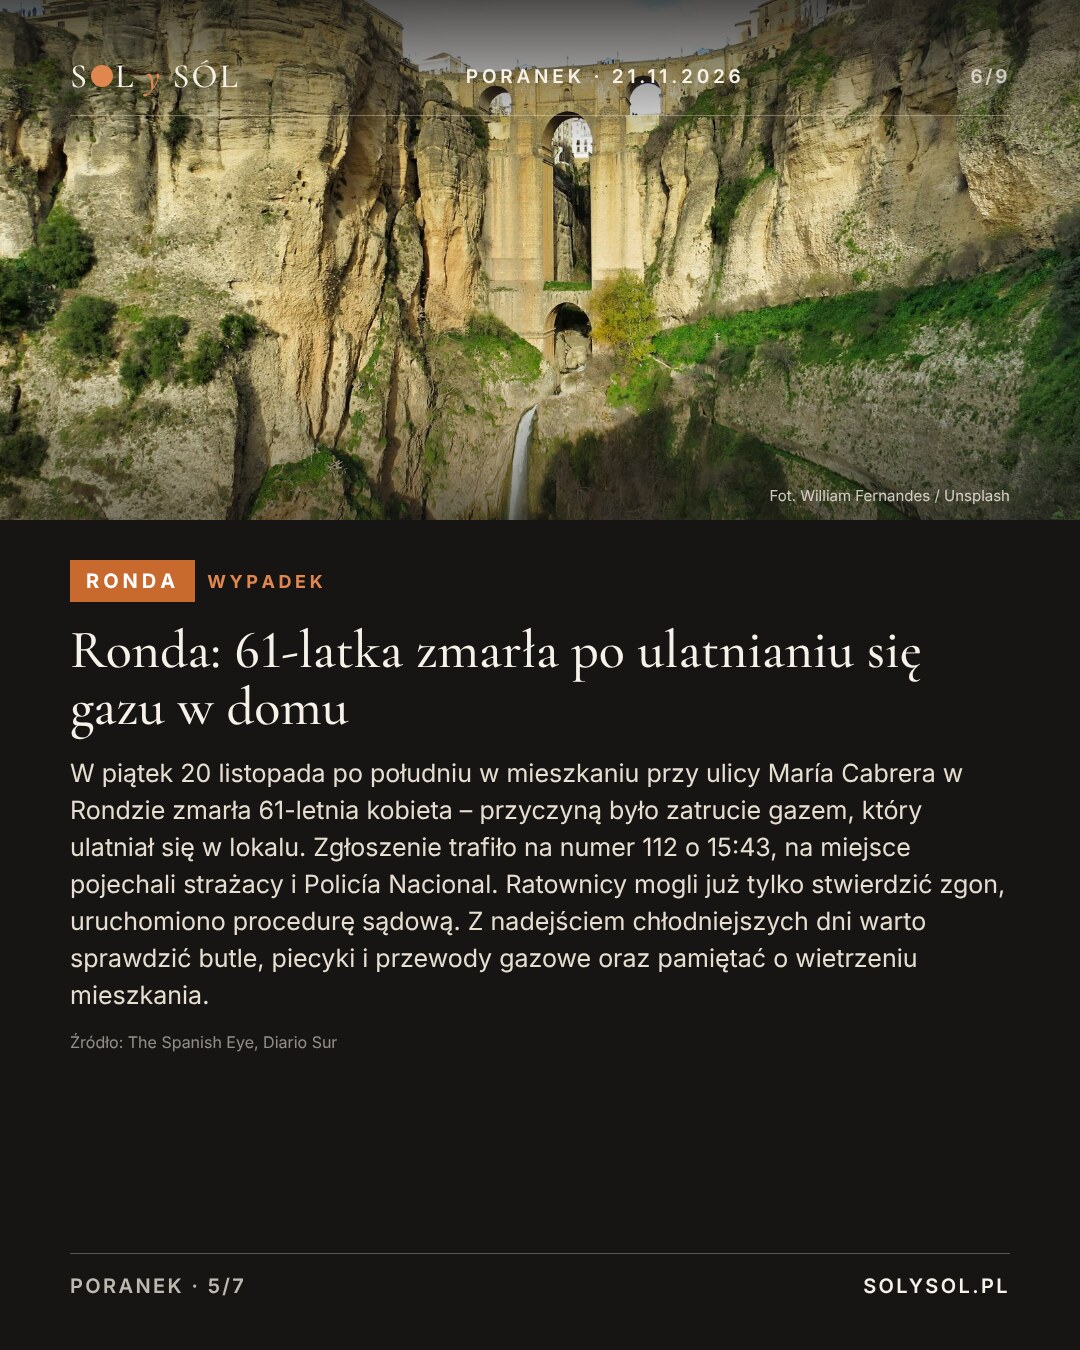 SOL y SÓL
PORANEK · 21.11.2026
6/9
Fot. William Fernandes / Unsplash
RONDA
WYPADEK
Ronda: 61-latka zmarła po ulatnianiu się
gazu w domu
W piątek 20 listopada po południu w mieszkaniu przy ulicy María Cabrera w
Rondzie zmarła 61-letnia kobieta – przyczyną było zatrucie gazem, który
ulatniał się w lokalu. Zgłoszenie trafiło na numer 112 o 15:43, na miejsce
pojechali strażacy i Policía Nacional. Ratownicy mogli już tylko stwierdzić zgon,
uruchomiono procedurę sądową. Z nadejściem chłodniejszych dni warto
sprawdzić butle, piecyki i przewody gazowe oraz pamiętać o wietrzeniu
mieszkania.
Źródło: The Spanish Eye, Diario Sur
PORANEK · 5/7
SOLYSOL.PL